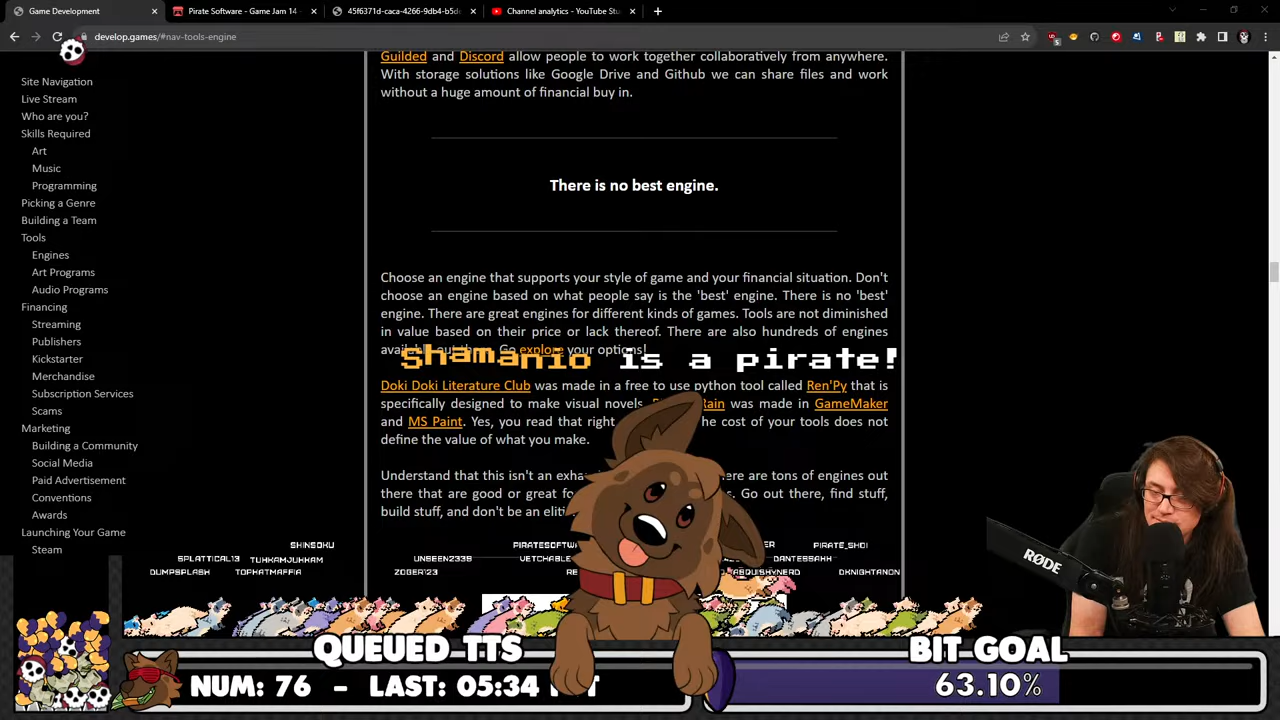 Game Development
Pirate Software - Game Jam 14 -
45f6371d-caca-4266-9db4-b5d
Channel analytics - YouTube Stu
develop.games/#nav-tools-engine
Site Navigation
Live Stream
Who are you?
Skills Required
Art
Music
Programming
Picking a Genre
Building a Team
Tools
Engines
Art Programs
Audio Programs
Financing
Streaming
Publishers
Kickstarter
Merchandise
Subscription Services
Scams
Marketing
Building a Community
Social Media
Paid Advertisement
Conventions
Awards
Launching Your Game
Steam
Guilded and Discord allow people to work together collaboratively from anywhere.
With storage solutions like Google Drive and Github we can share files and work
without a huge amount of financial buy in.
There is no best engine.
Choose an engine that supports your style of game and your financial situation. Don't
choose an engine based on what people say is the 'best' engine. There is no 'best'
engine. There are great engines for different kinds of games. Tools are not diminished
in value based on their price or lack thereof. There are also hundreds of engines
explore your options!
Shamanio is a pirate!
Doki Doki Literature Club was made in a free to use python tool called Ren'Py that is
specifically designed to make visual novels. Rain was made in GameMaker
and MS Paint. Yes, you read that right the cost of your tools does not
define the value of what you make.
Understand that this isn't an are tons of engines out
there that are good or great Go out there, find stuff,
build stuff, and don't be an
SHINSOKU
SPLATTICAL13 TUHKAMJUKHAM UNSEEN2339 VETCHABLE DANTESSAHH PIRATE_SHOI
DUMPSPLASH TOPHATMAFFIA ZOGER123 DKNIGHTANON
RØDE
QUEUED TTS
NUM: 76 - LAST: 05:34
BIT GOAL
63.10%